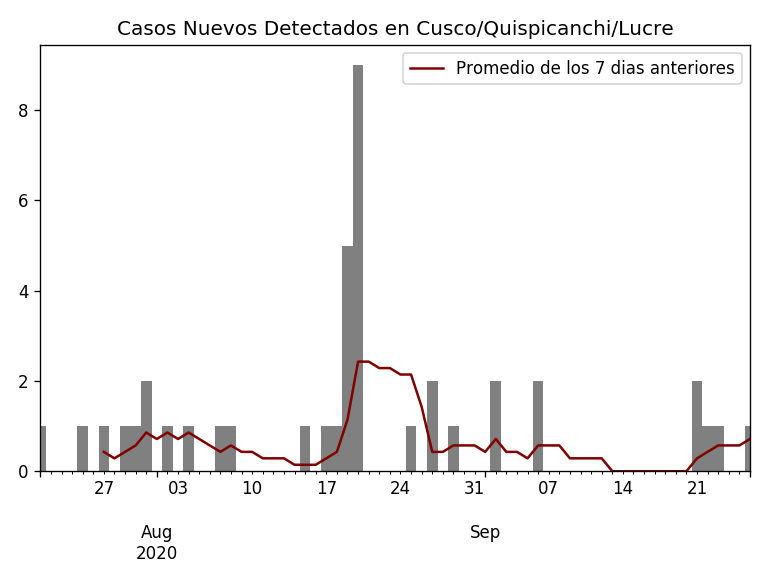 Casos Nuevos Detectados en Cusco/Quispicanchi/Lucre
Promedio de los 7 dias anteriores
8
6
4
2
0
27 03 10 17 24 31 07 14 21
Aug Sep
2020